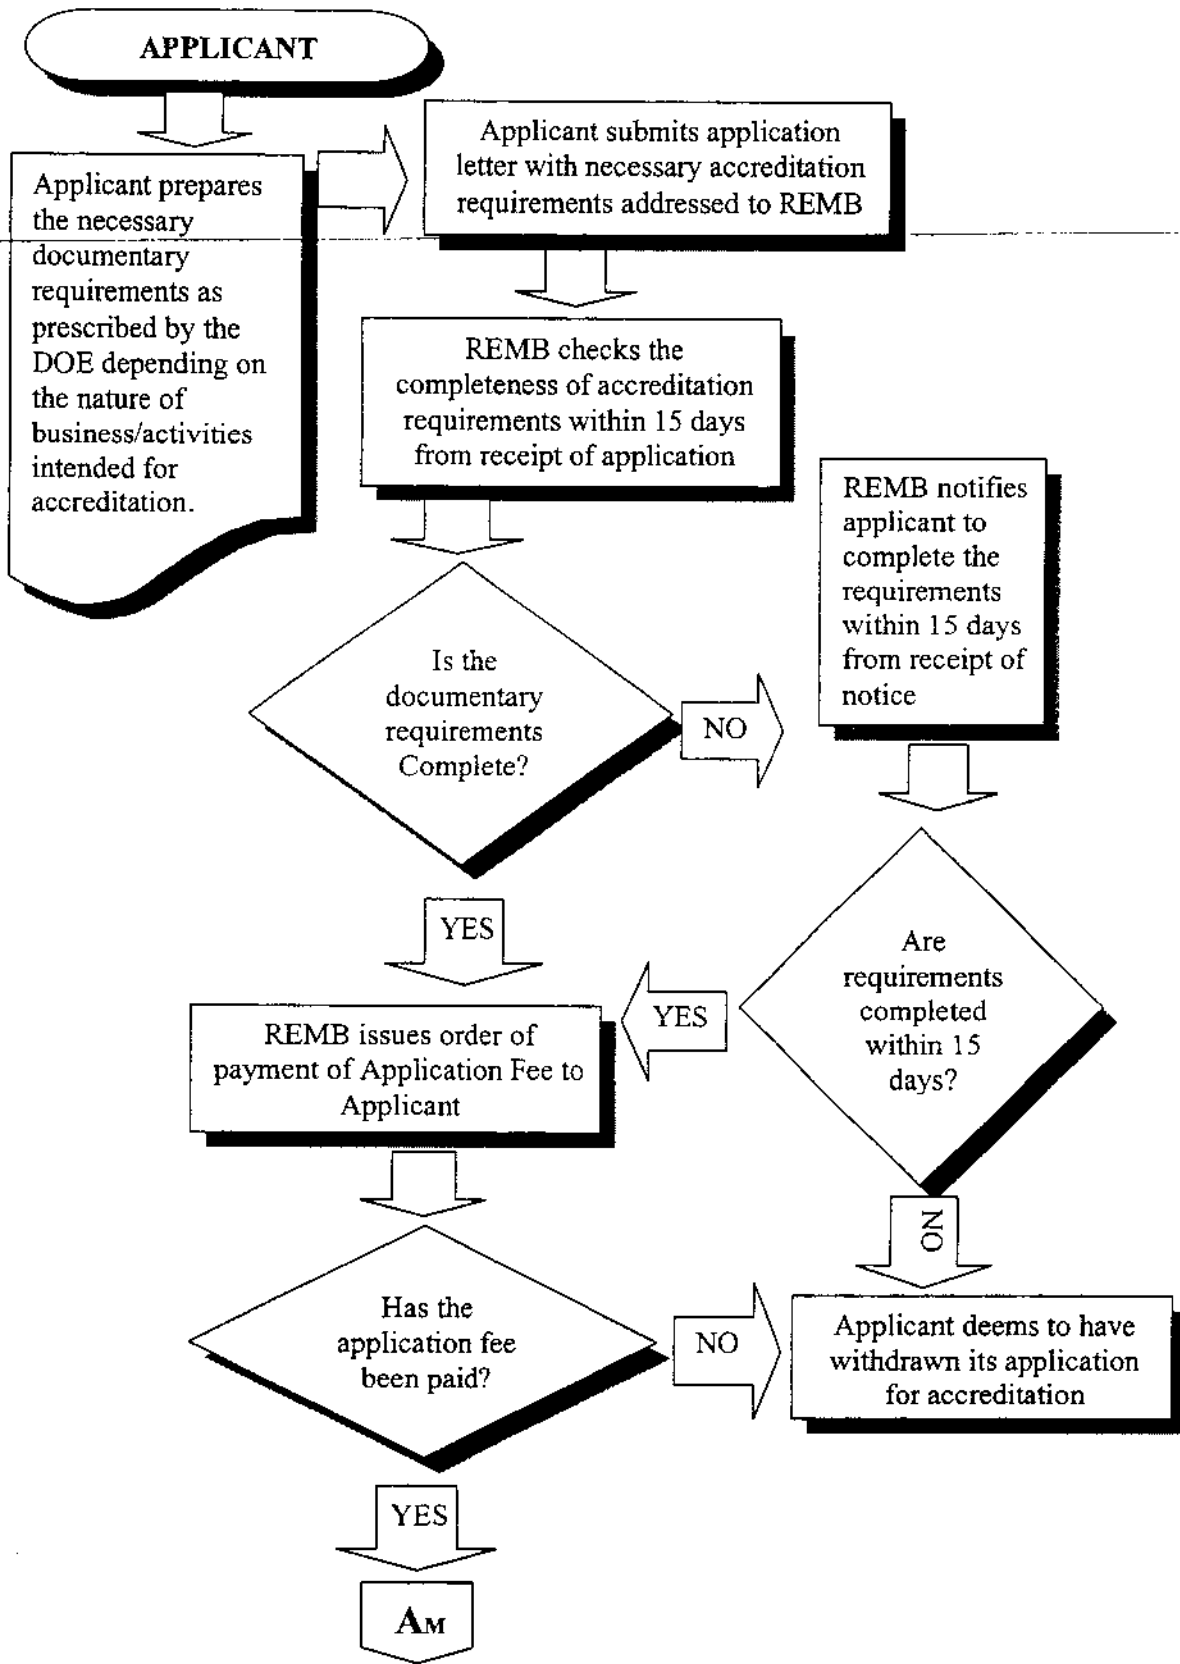 APPLICANT
Applicant prepares
the necessary
documentary
requirements as
prescribed by the
DOE depending on
the nature of
business/activities
intended for
accreditation.
Applicant submits application
letter with necessary accreditation
requirements addressed to REMB
REMB checks the
completeness of accreditation
requirements within 15 days
from receipt of application
Is the
documentary
requirements
Complete?
NO
REMB notifies
applicant to
complete the
requirements
within 15 days
from receipt of
notice
YES
Are
requirements
completed
within 15
days?
YES
REMB issues order of
payment of Application Fee to
Applicant
NO
Has the
application fee
been paid?
NO
Applicant deems to have
withdrawn its application
for accreditation
YES
AM